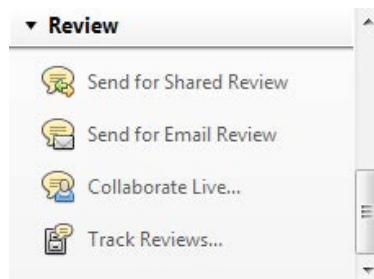 Review
Send for Shared Review
Send for Email Review
Collaborate Live...
Track Reviews...